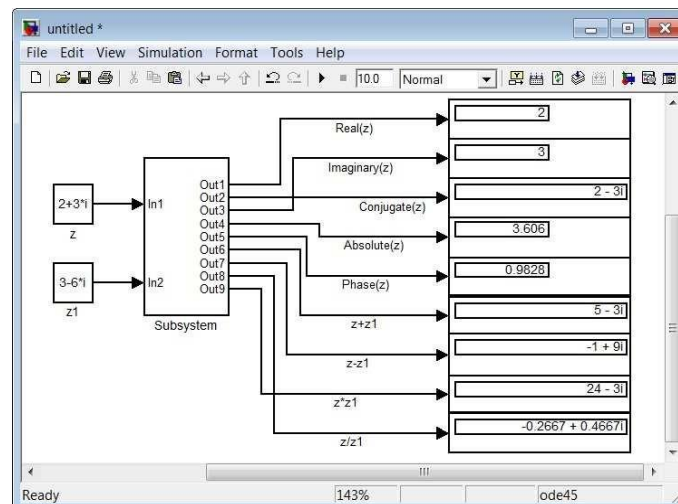 untitled *
File Edit View Simulation Format Tools Help
10.0 Normal
Real(z)
2
Imaginary(z)
3
Conjugate(z)
2 - 3i
Absolute(z)
3.606
Phase(z)
0.9828
z+z1
5 - 3i
z-z1
-1 + 9i
z*z1
24 - 3i
z/z1
-0.2667 + 0.4667i
2+3*i
z
3-6*i
z1
In1
In2
Out1
Out2
Out3
Out4
Out5
Out6
Out7
Out8
Out9
Subsystem
Ready 143% ode45